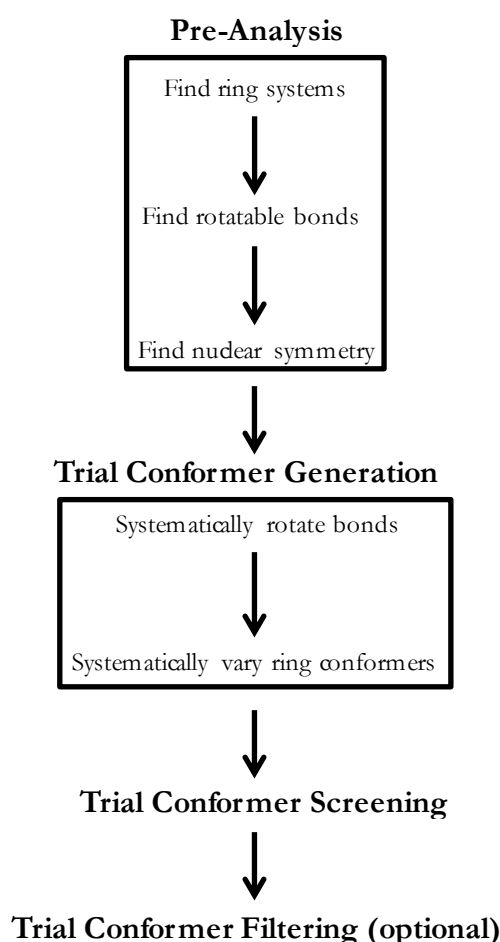 Pre-Analysis
Find ring systems
Find rotatable bonds
Find nuclear symmetry
Trial Conformer Generation
Systematically rotate bonds
Systematically vary ring conformers
Trial Conformer Screening
Trial Conformer Filtering (optional)